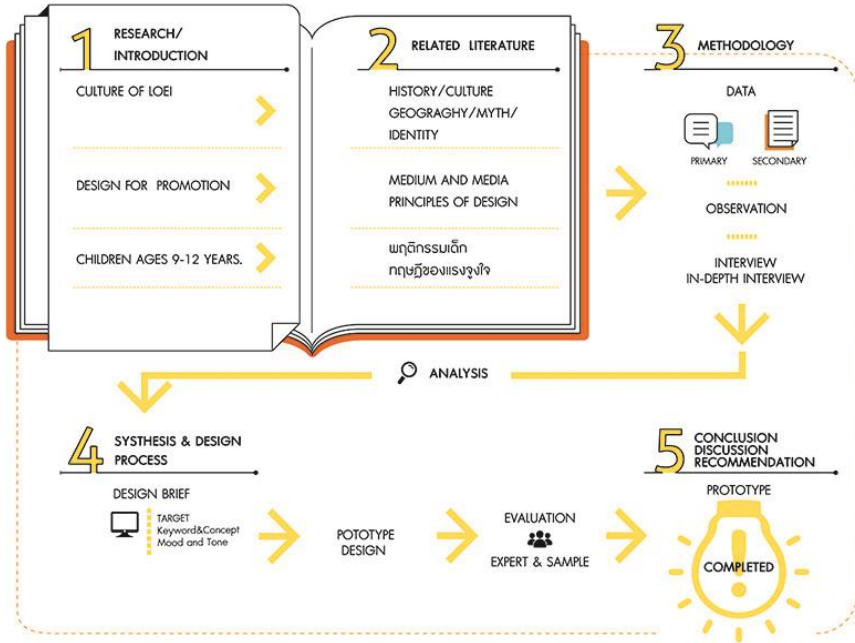 1
RESEARCH/
INTRODUCTION
CULTURE OF LOEI
DESIGN FOR PROMOTION
CHILDREN AGES 9-12 YEARS.
2
RELATED LITERATURE
HISTORY/CULTURE
GEOGRAGHY/MYTH/
IDENTITY
MEDIUM AND MEDIA
PRINCIPLES OF DESIGN
พฤติกรรมเด็ก
ทฤษฎีของแรงจูงใจ
3
METHODOLOGY
DATA
PRIMARY
SECONDARY
OBSERVATION
INTERVIEW
IN-DEPTH INTERVIEW
ANALYSIS
4
SYSTHESIS & DESIGN
PROCESS
DESIGN BRIEF
TARGET
Keyword&Concept
Mood and Tone
POTOTYPE
DESIGN
EVALUATION
EXPERT & SAMPLE
5
CONCLUSION
DISCUSSION
RECOMMENDATION
PROTOTYPE
COMPLETED